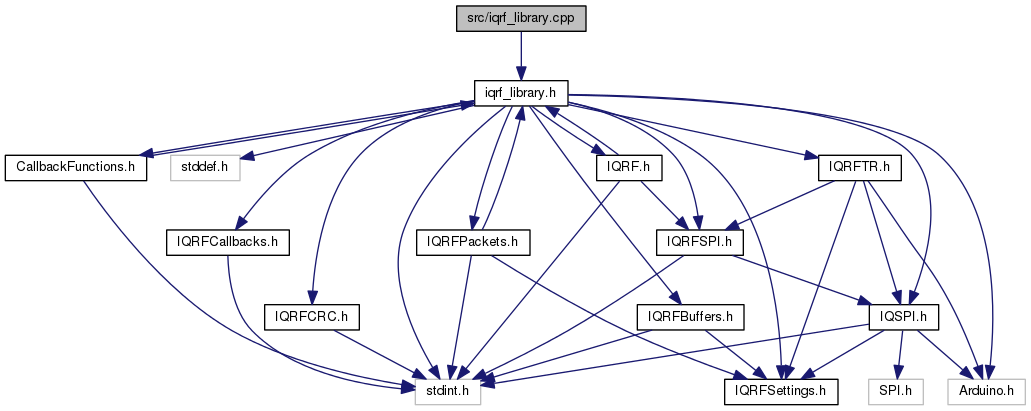 src/iqrf_library.cpp
iqrf_library.h
CallbackFunctions.h
stddef.h
IQRF.h
IQRFTR.h
IQRFCallbacks.h
IQRFPackets.h
IQRFSPI.h
IQRFCRC.h
IQRFBuffers.h
IQSPI.h
stdint.h
IQRFSettings.h
SPI.h
Arduino.h